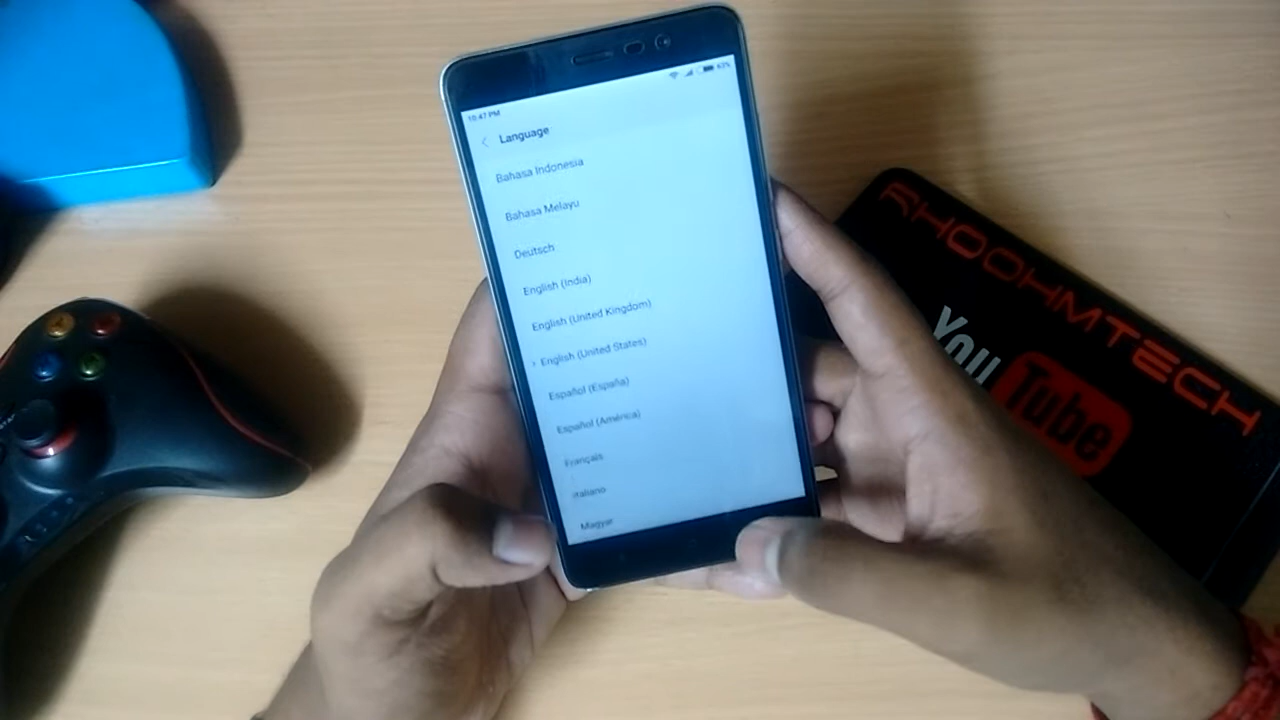 10:47 PM
63%
Language
Bahasa Indonesia
Bahasa Melayu
Deutsch
English (India)
English (United Kingdom)
English (United States)
Español (España)
Español (América)
Français
Italiano
Magyar
RHOOHMTECH
You
Tube